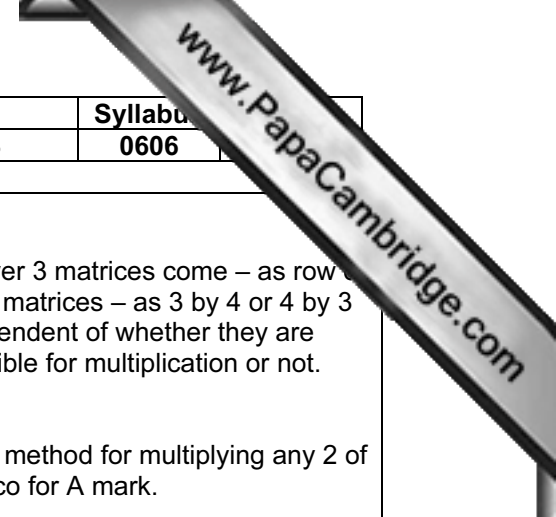 www.PapaCambridge.com
Syllabu
0606
er 3 matrices come – as row
matrices – as 3 by 4 or 4 by 3
endent of whether they are
ible for multiplication or not.
method for multiplying any 2 of
co for A mark.